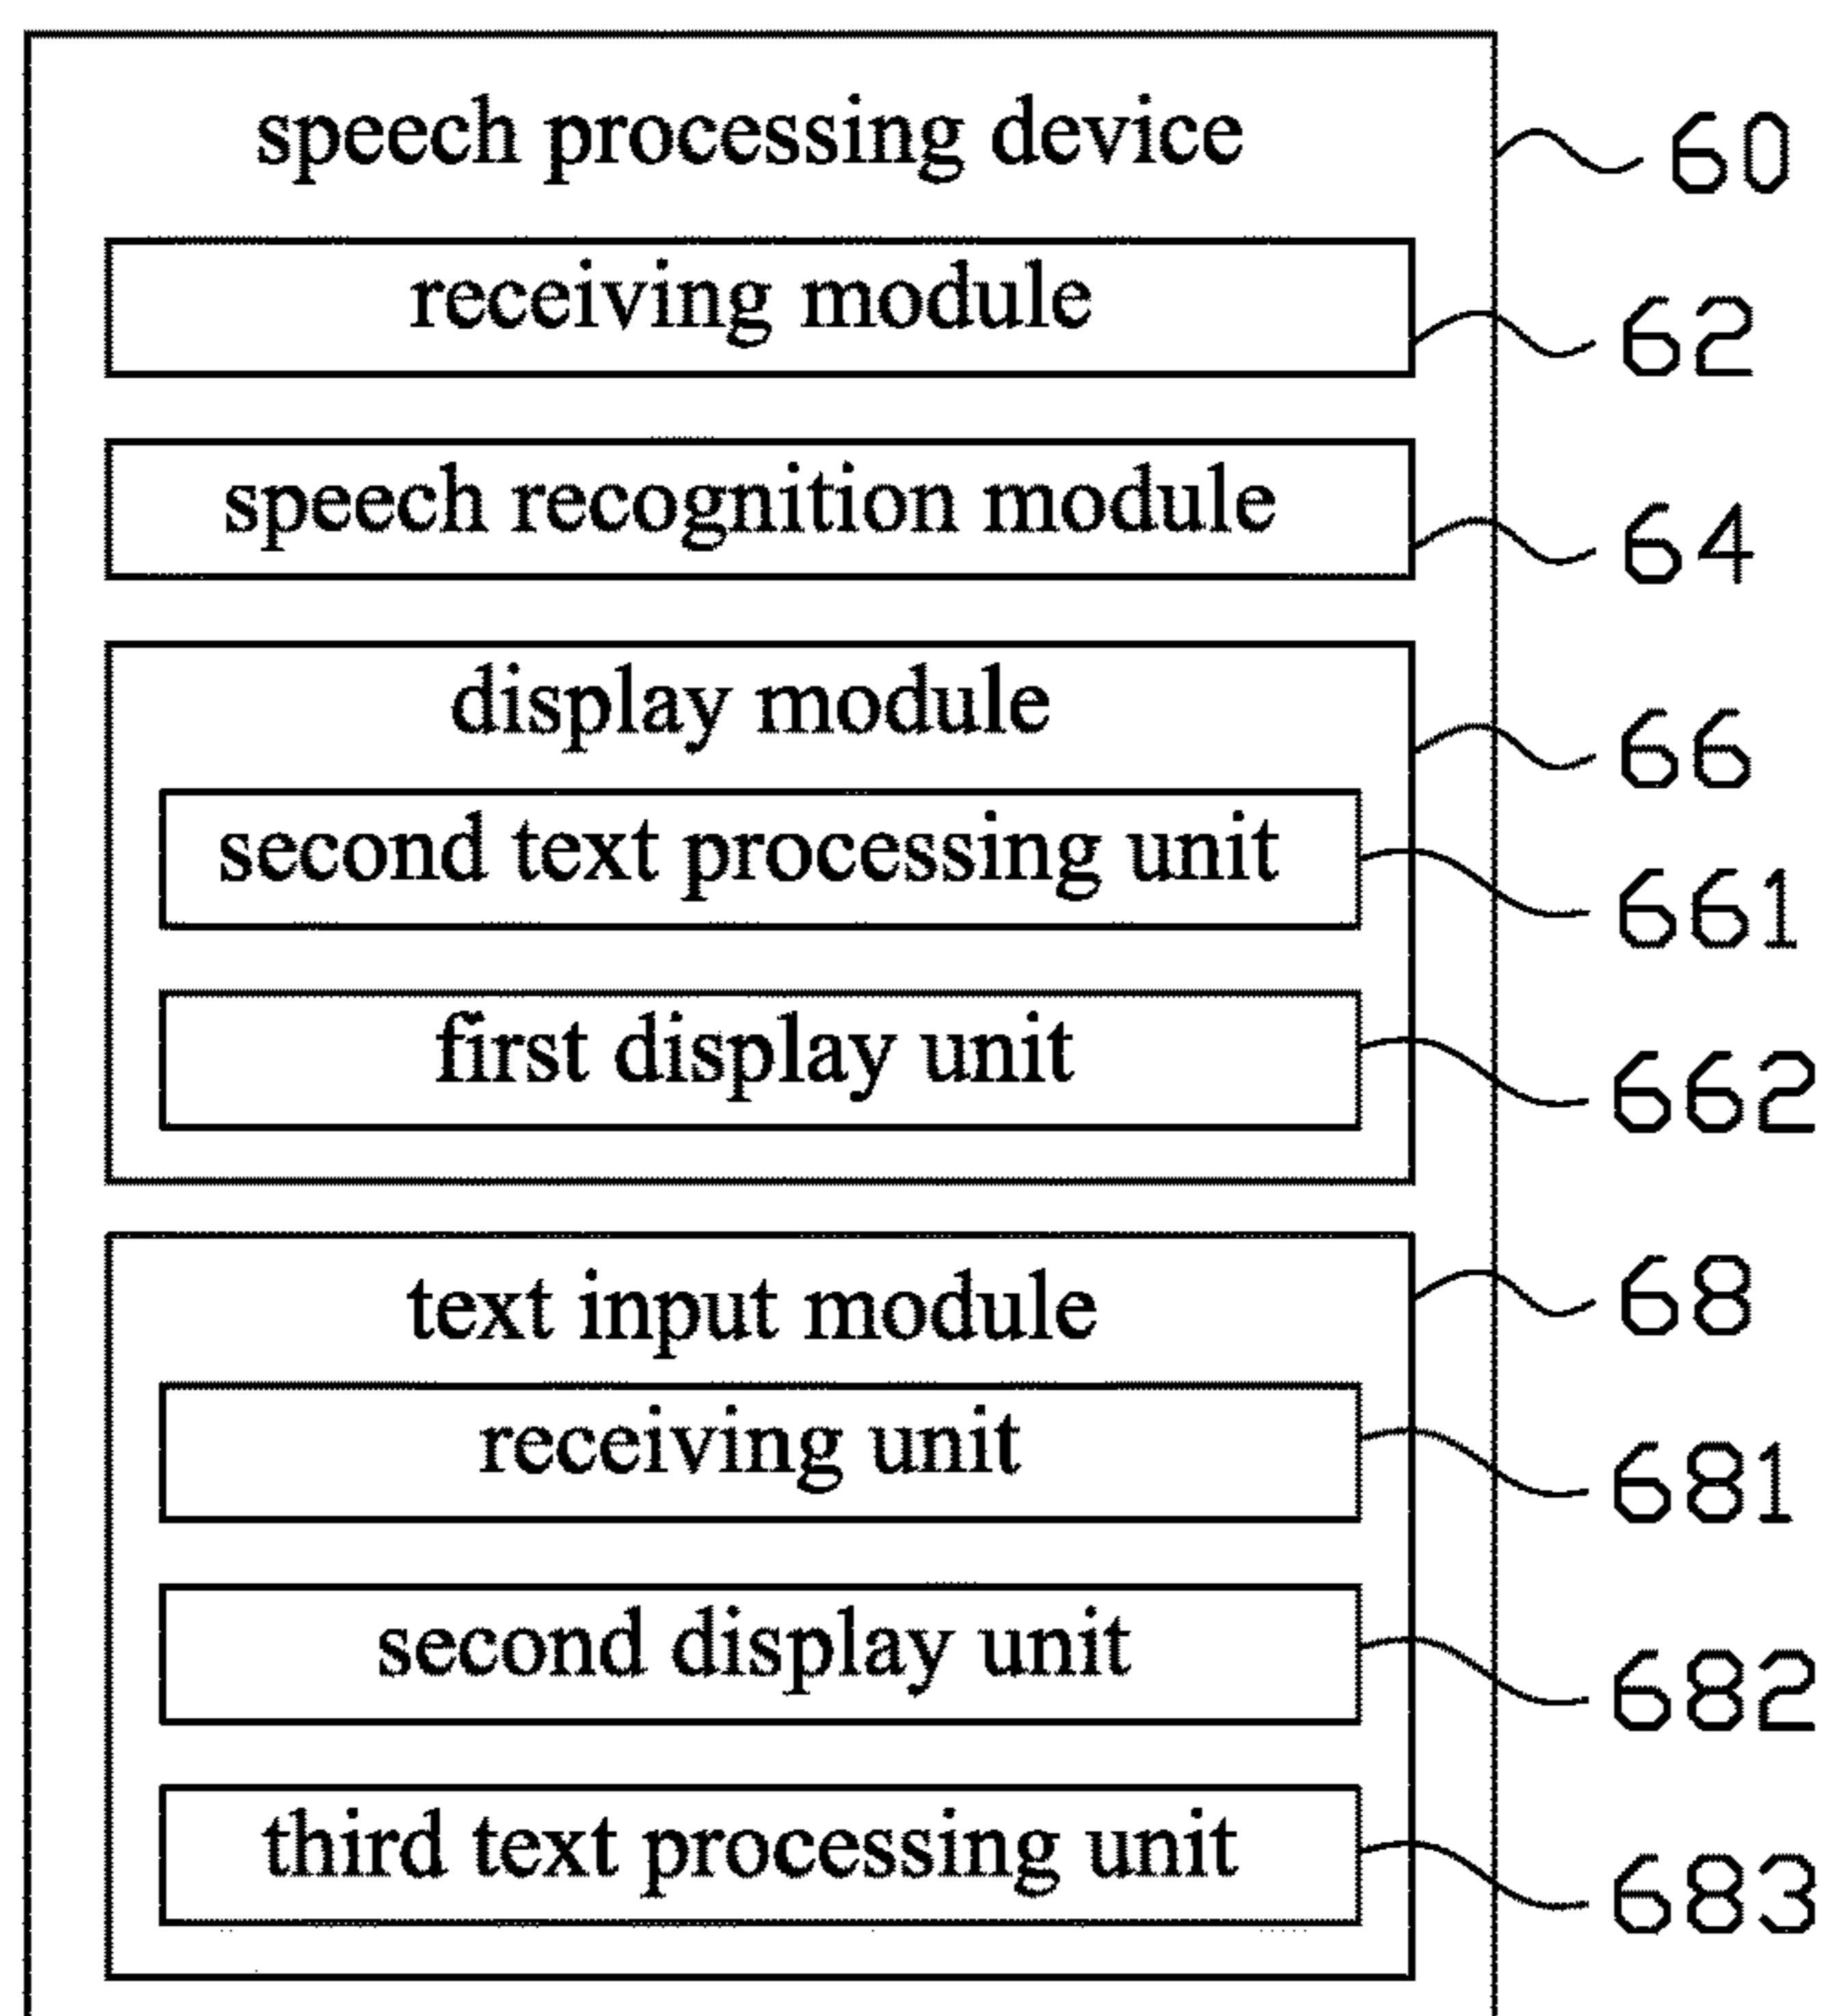 speech processing device 60
receiving module 62
speech recognition module 64
display module 66
second text processing unit 661
first display unit 662
text input module 68
receiving unit 681
second display unit 682
third text processing unit 683